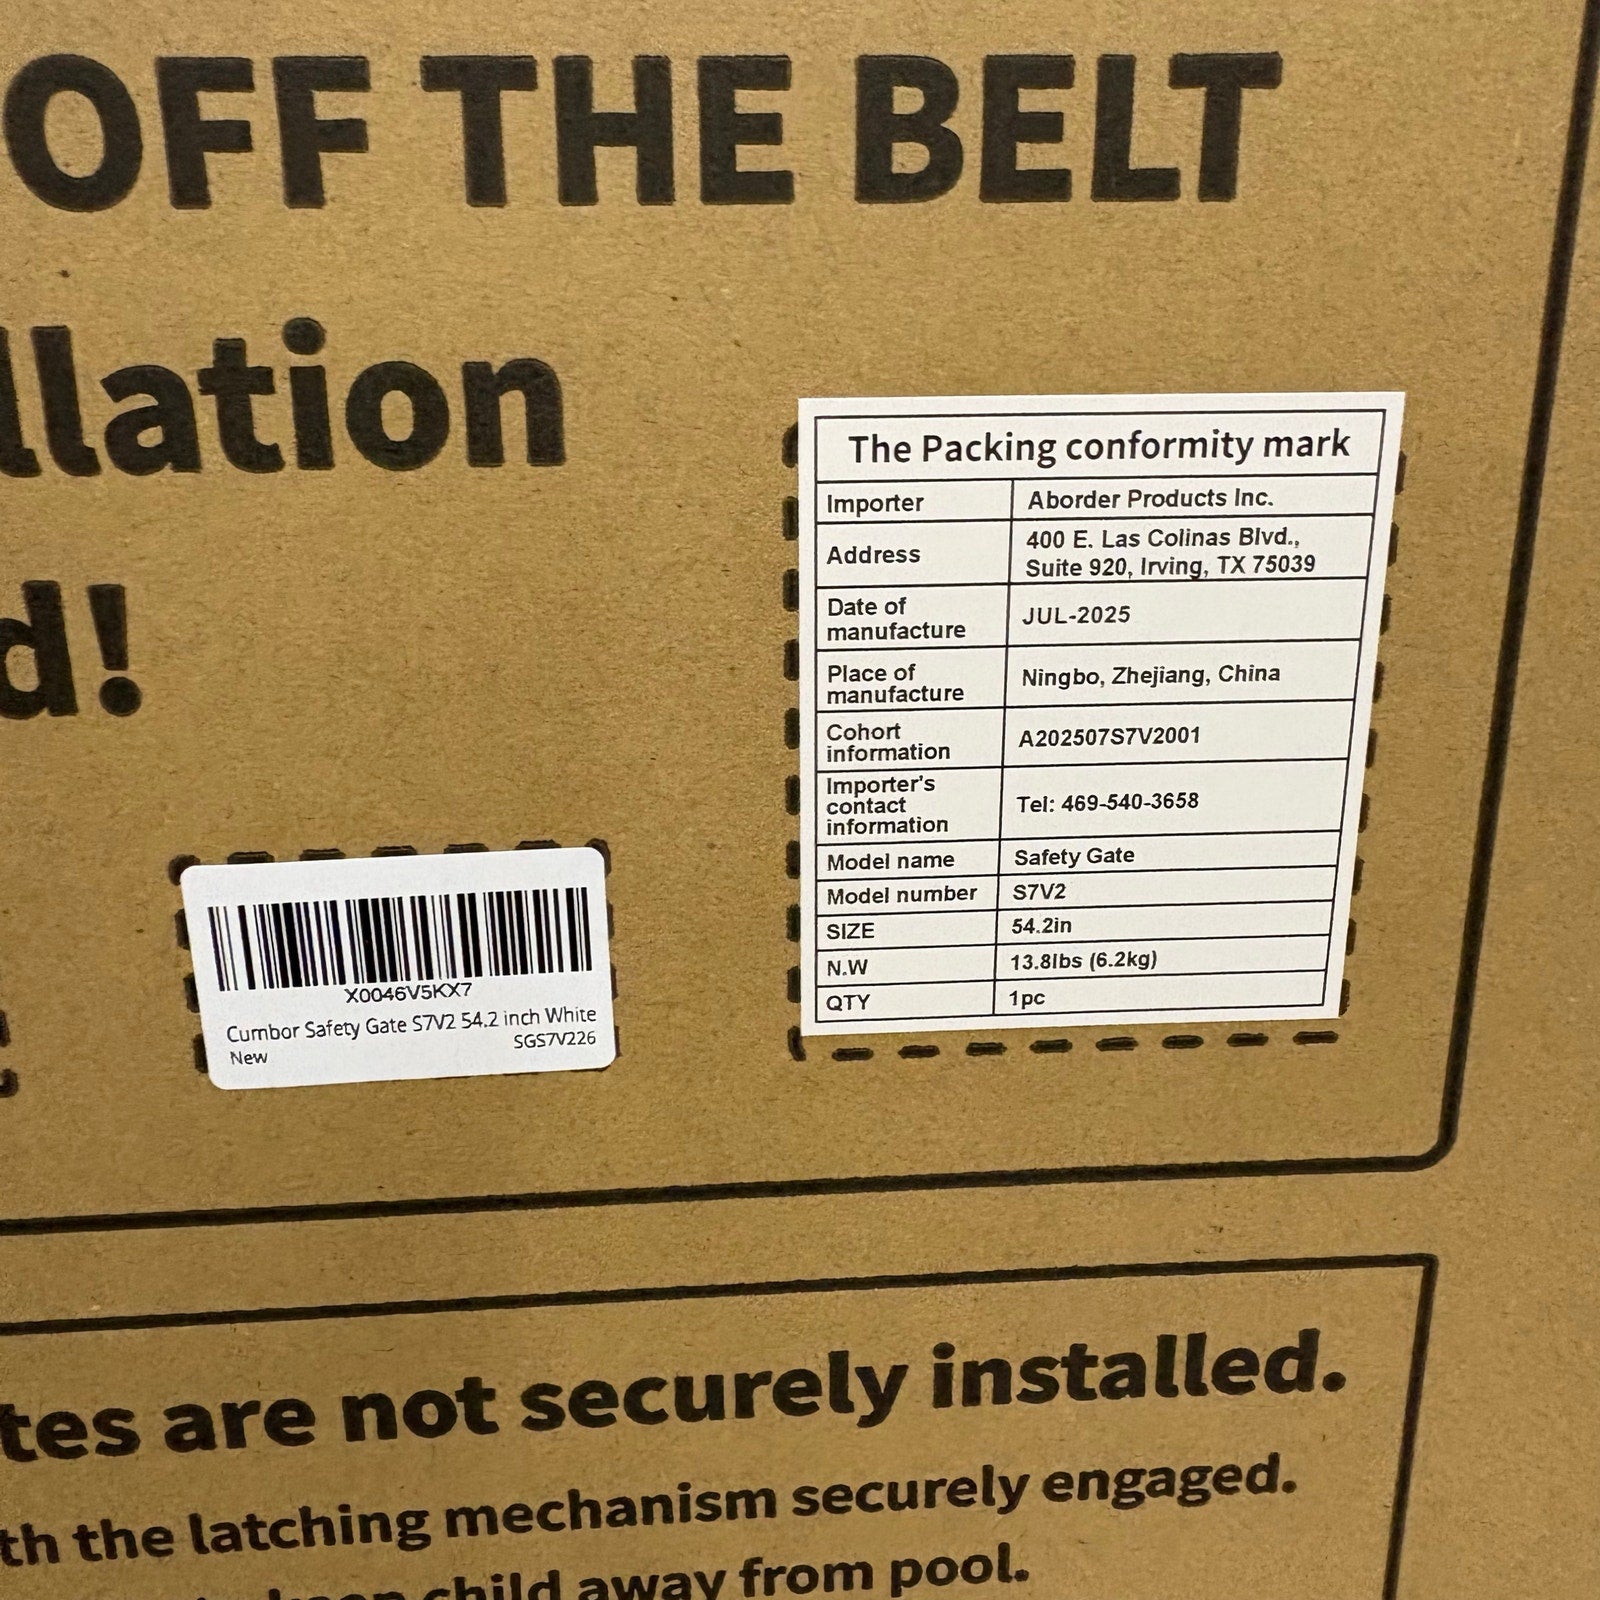 OFF THE BELT
llation
d!
The Packing conformity mark
Importer Aborder Products Inc.
Address 400 E. Las Colinas Blvd.,
Suite 920, Irving, TX 75039
Date of
manufacture JUL-2025
Place of
manufacture Ningbo, Zhejiang, China
Cohort
information A202507S7V2001
Importer's
contact
information Tel: 469-540-3658
Model name Safety Gate
Model number S7V2
SIZE 54.2in
N.W 13.8lbs (6.2kg)
QTY 1pc
X0046V5KX7
Cumbor Safety Gate S7V2 54.2 inch White
New SGS7V226
tes are not securely installed.
th the latching mechanism securely engaged.
child away from pool.